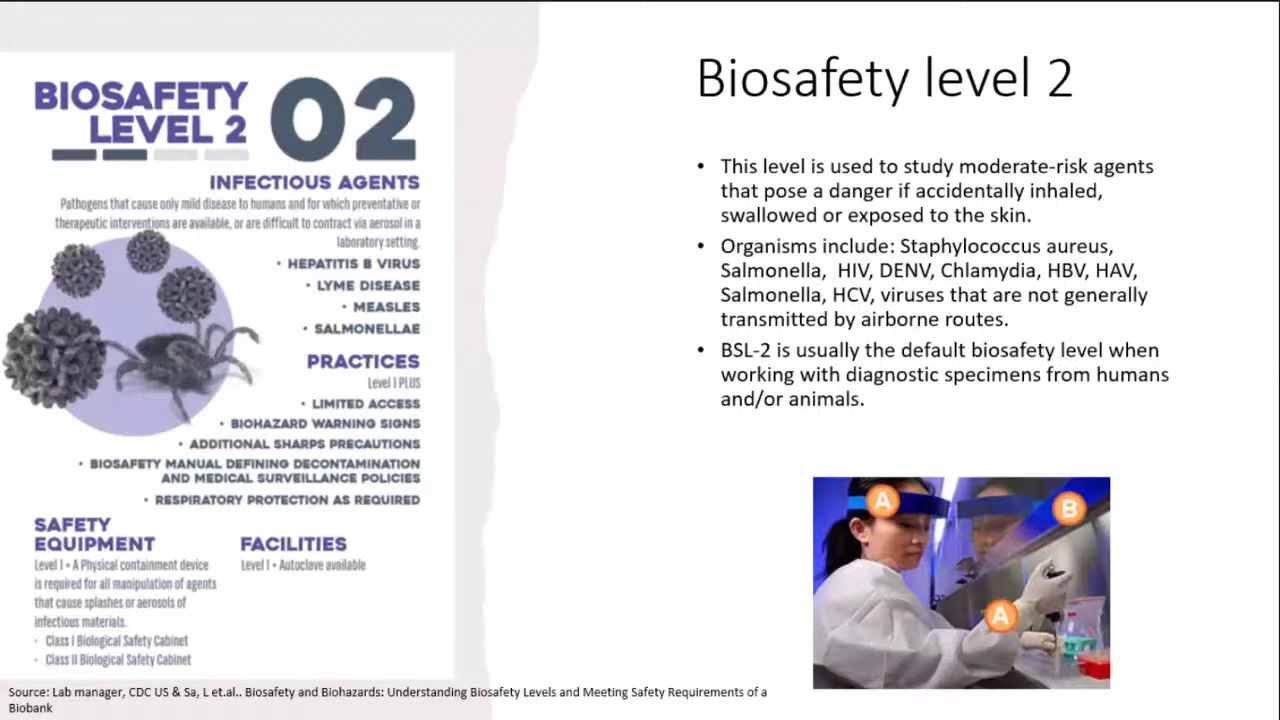 BIOSAFETY
LEVEL 2
02
INFECTIOUS AGENTS
Pathogens that cause only mild disease to humans and for which preventative or
therapeutic interventions are available, or are difficult to contract via aerosol in a
laboratory setting.
• HEPATITIS B VIRUS
• LYME DISEASE
• MEASLES
• SALMONELLAE
PRACTICES
Level 1 PLUS
• LIMITED ACCESS
• BIOHAZARD WARNING SIGNS
• ADDITIONAL SHARPS PRECAUTIONS
• BIOSAFETY MANUAL DEFINING DECONTAMINATION
AND MEDICAL SURVEILLANCE POLICIES
• RESPIRATORY PROTECTION AS REQUIRED
SAFETY
EQUIPMENT
Level 1 + A Physical containment device
is required for all manipulation of agents
that cause splashes or aerosols of
infectious materials.
• Class I Biological Safety Cabinet
• Class II Biological Safety Cabinet
FACILITIES
Level 1 + Autoclave available
Source: Lab manager, CDC US & Sa, L et.al.. Biosafety and Biohazards: Understanding Biosafety Levels and Meeting Safety Requirements of a
Biobank
Biosafety level 2
• This level is used to study moderate-risk agents
that pose a danger if accidentally inhaled,
swallowed or exposed to the skin.
• Organisms include: Staphylococcus aureus,
Salmonella, HIV, DENV, Chlamydia, HBV, HAV,
Salmonella, HCV, viruses that are not generally
transmitted by airborne routes.
• BSL-2 is usually the default biosafety level when
working with diagnostic specimens from humans
and/or animals.
A
B
A